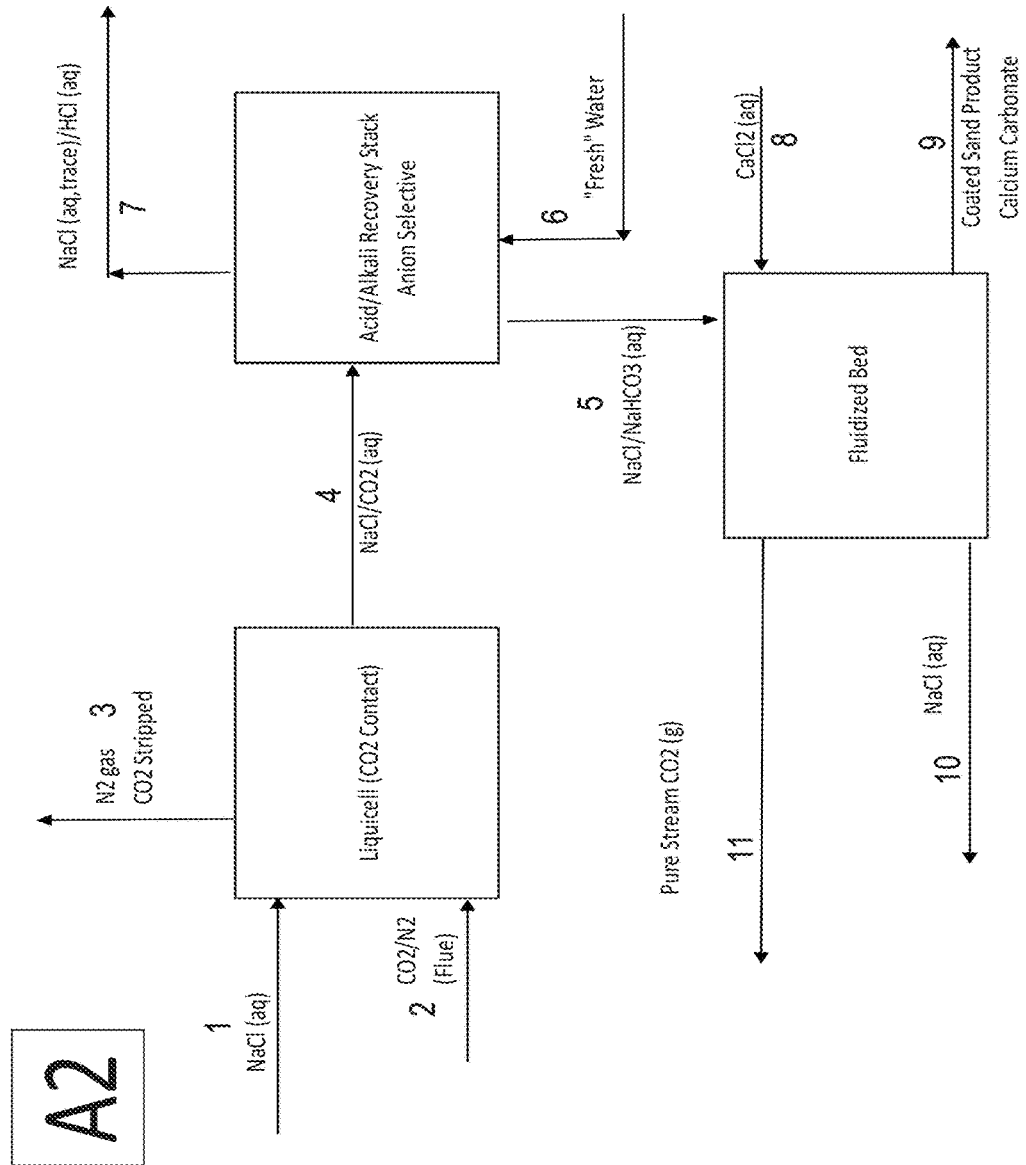 A2
1
NaCl (aq)
2
CO2/N2
(Flue)
N2 gas 3
CO2 Stripped
Liquicell (CO2 Contact)
4
NaCl/CO2 (aq)
NaCl (aq,trace)/HCl (aq)
7
Acid/Alkali Recovery Stack
Anion Selective
6
"Fresh" Water
5
NaCl/NaHCO3 (aq)
Pure Stream CO2 (g)
11
CaCl2 (aq)
8
Fluidized Bed
NaCl (aq)
10
9
Coated Sand Product
Calcium Carbonate